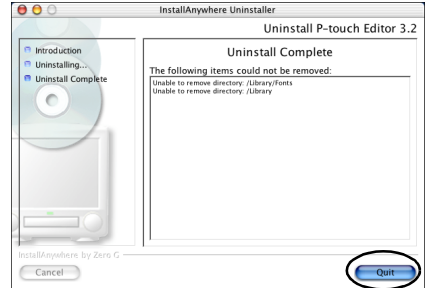 InstallAnywhere Uninstaller
Uninstall P-touch Editor 3.2
Introduction
Uninstalling...
Uninstall Complete
Uninstall Complete
The following items could not be removed:
Unable to remove directory: /Library/Fonts
Unable to remove directory: /Library
InstallAnywhere by Zero G
Cancel
Quit